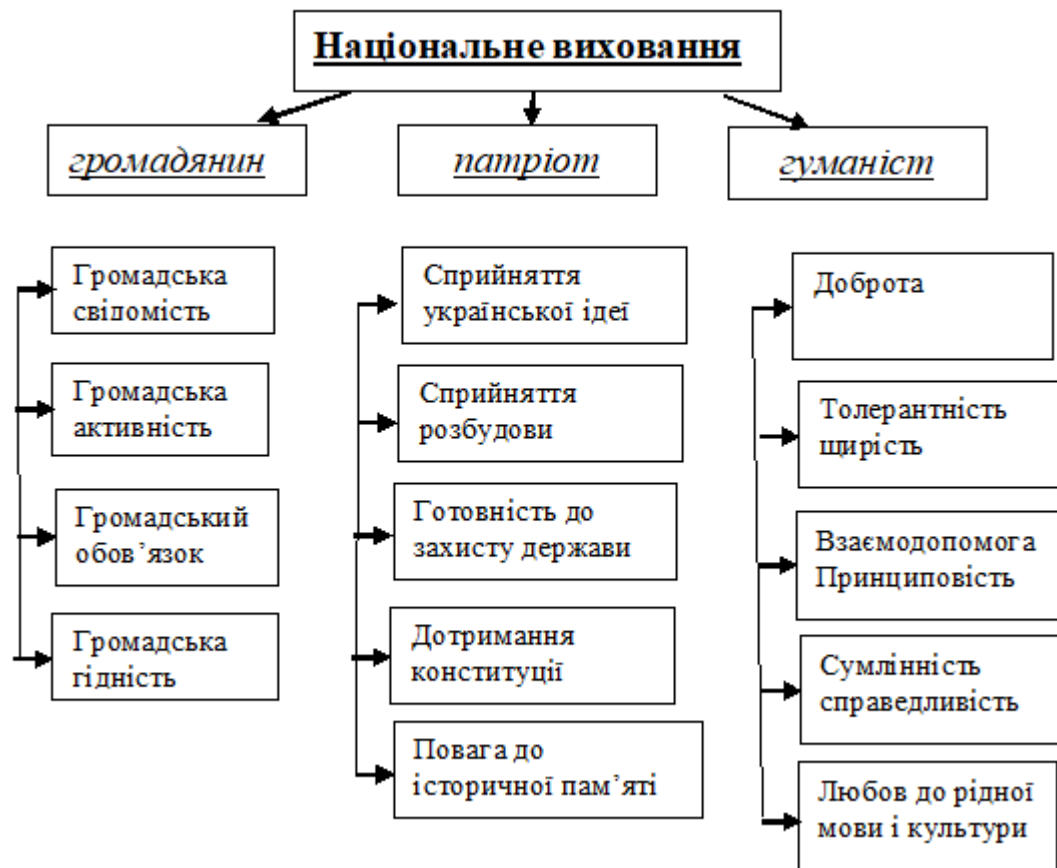 Національне виховання
громадянин
патріот
гуманіст
Громадська
свідомість
Громадська
активність
Громадський
обов’язок
Громадська
гідність
Сприйняття
української ідеї
Сприйняття
розбудови
Готовність до
захисту держави
Дотримання
конституції
Повага до
історичної пам’яті
Доброта
Толерантність
щирість
Взаємодопомога
Принциповість
Сумлінність
справедливість
Любов до рідної
мови і культури